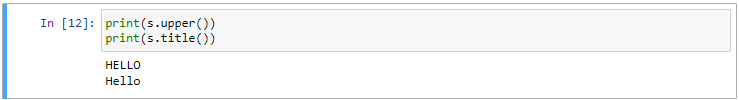 In [12]: print(s.upper())
print(s.title())
HELLO
Hello